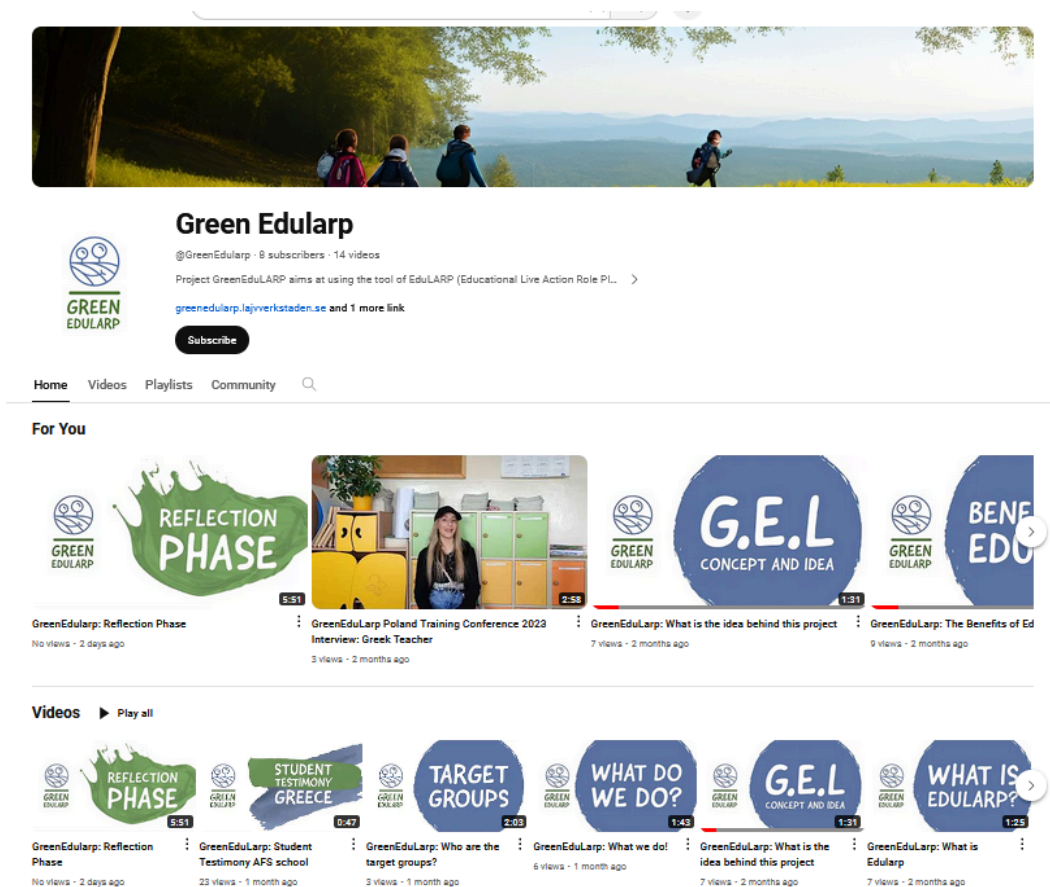 Green Edularp
@GreenEdularp · 8 subscribers · 14 videos
Project GreenEduLARP aims at using the tool of EduLARP (Educational Live Action Role Pl...
greenedularp.lajvverkstaden.se and 1 more link
GREEN
EDULARP
Subscribe
Home Videos Playlists Community
For You
GREEN
EDULARP
REFLECTION
PHASE
5:51
2:58
GREEN
EDULARP
G.E.L
CONCEPT AND IDEA
1:31
GREEN
EDULARP
BENE
EDU
GreenEdularp: Reflection Phase
No views · 2 days ago
GreenEduLarp Poland Training Conference 2023
Interview: Greek Teacher
3 views · 2 months ago
GreenEduLarp: What is the idea behind this project
7 views · 2 months ago
GreenEduLarp: The Benefits of Ed
9 views · 2 months ago
Videos Play all
GREEN
EDULARP
REFLECTION
PHASE
5:51
GREEN
EDULARP
STUDENT
TESTIMONY
GREECE
0:47
GREEN
EDULARP
TARGET
GROUPS
2:03
GREEN
EDULARP
WHAT DO
WE DO?
1:43
GREEN
EDULARP
G.E.L
CONCEPT AND IDEA
1:31
GREEN
EDULARP
WHAT IS
EDULARP?
1:25
GreenEdularp: Reflection
Phase
No views · 2 days ago
GreenEduLarp: Student
Testimony AFS school
23 views · 1 month ago
GreenEduLarp: Who are the
target groups?
3 views · 1 month ago
GreenEduLarp: What we do!
6 views · 1 month ago
GreenEduLarp: What is the
idea behind this project
7 views · 2 months ago
GreenEduLarp: What is
Edularp
7 views · 2 months ago